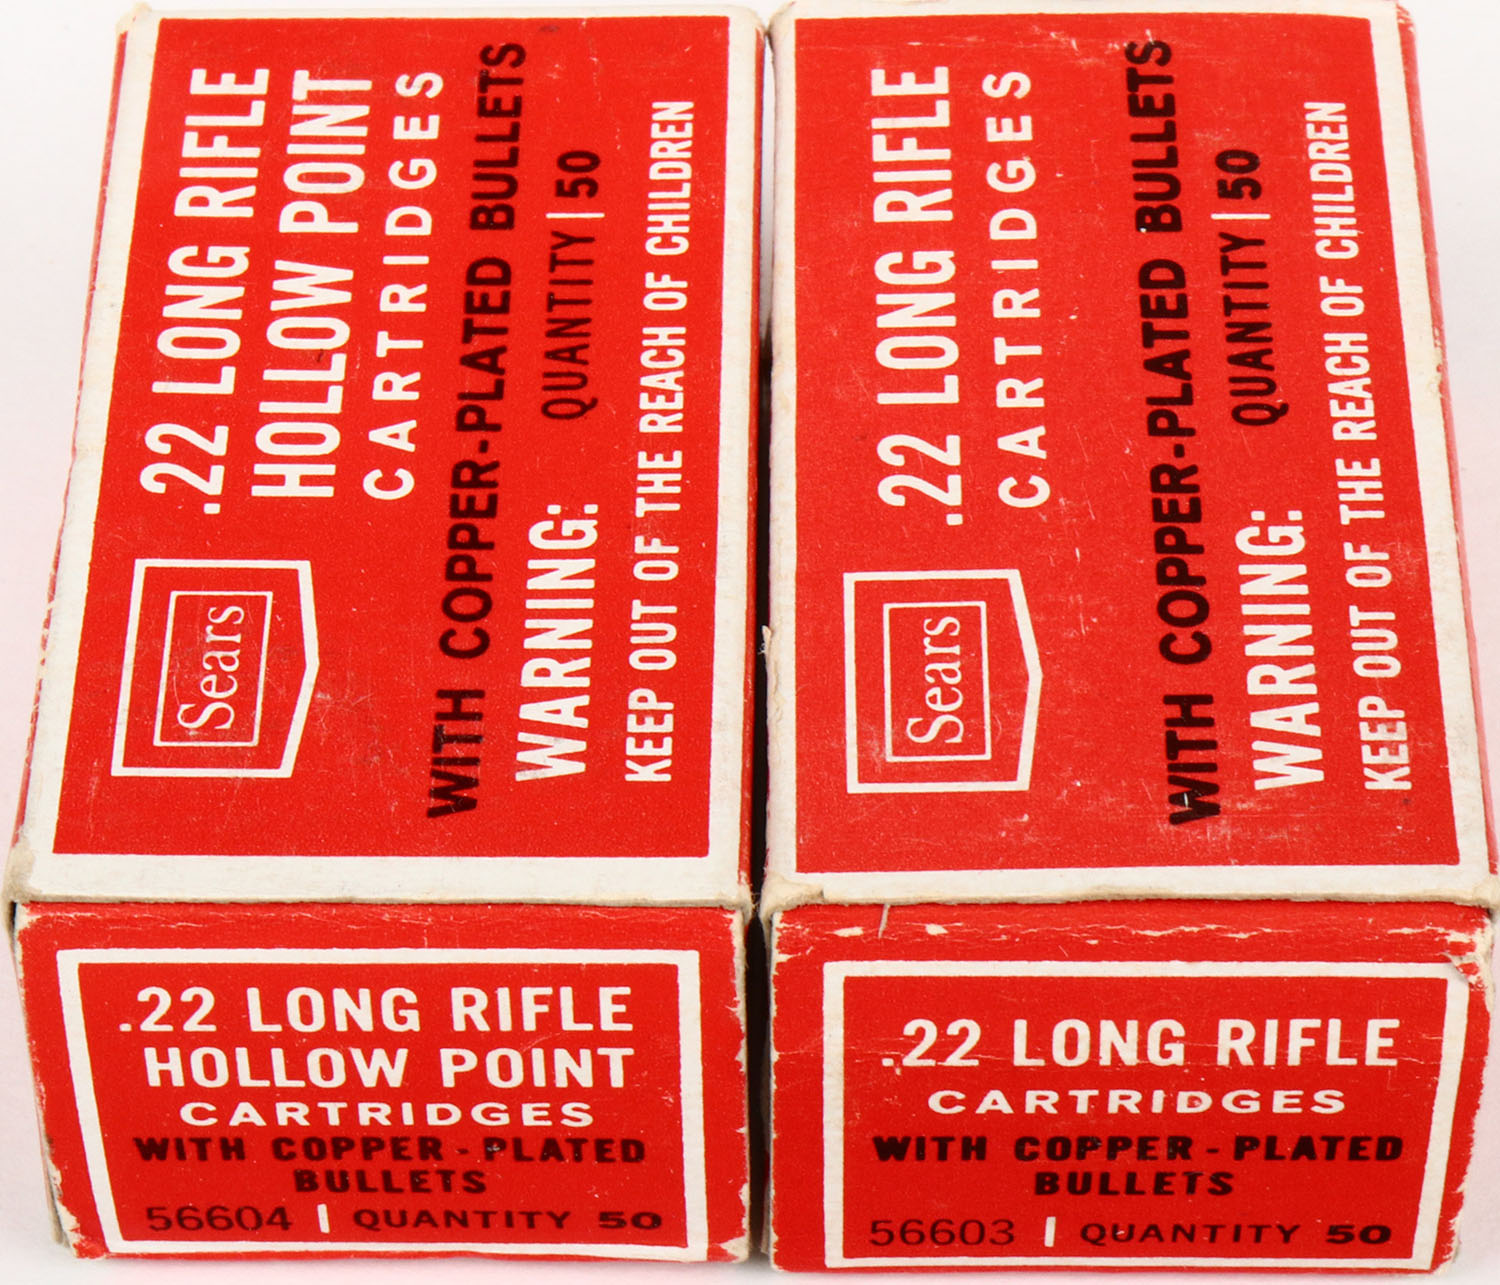 Sears
.22 LONG RIFLE
HOLLOW POINT
CARTRIDGES
WITH COPPER-PLATED BULLETS
QUANTITY | 50
WARNING:
KEEP OUT OF THE REACH OF CHILDREN
.22 LONG RIFLE
HOLLOW POINT
CARTRIDGES
WITH COPPER-PLATED
BULLETS
56604 | QUANTITY 50
Sears
.22 LONG RIFLE
CARTRIDGES
WITH COPPER-PLATED BULLETS
QUANTITY | 50
WARNING:
KEEP OUT OF THE REACH OF CHILDREN
.22 LONG RIFLE
CARTRIDGES
WITH COPPER-PLATED
BULLETS
56603 | QUANTITY 50